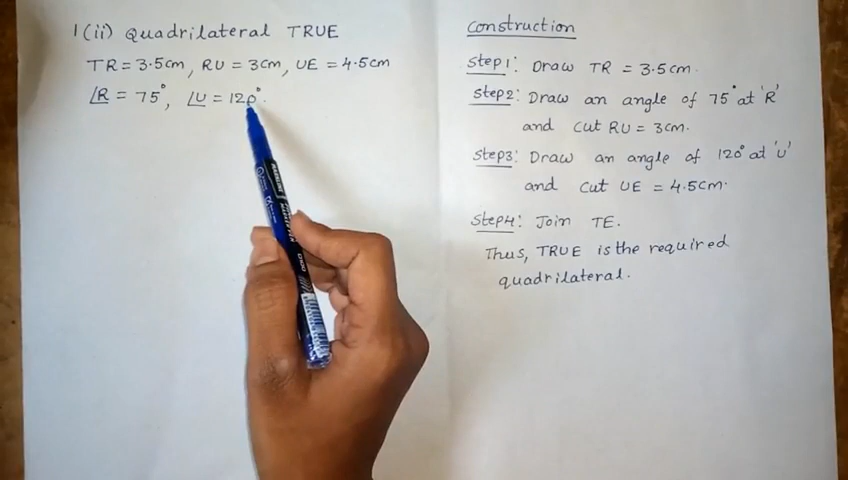 1(ii) Quadrilateral TRUE
TR = 3.5cm, RU = 3cm, UE = 4.5cm
∠R = 75°, ∠U = 120°.
Construction
Step1: Draw TR = 3.5cm.
Step2: Draw an angle of 75° at 'R'
and cut RU = 3cm.
Step3: Draw an angle of 120° at 'U'
and cut UE = 4.5cm.
Step4: Join TE.
Thus, TRUE is the required
quadrilateral.